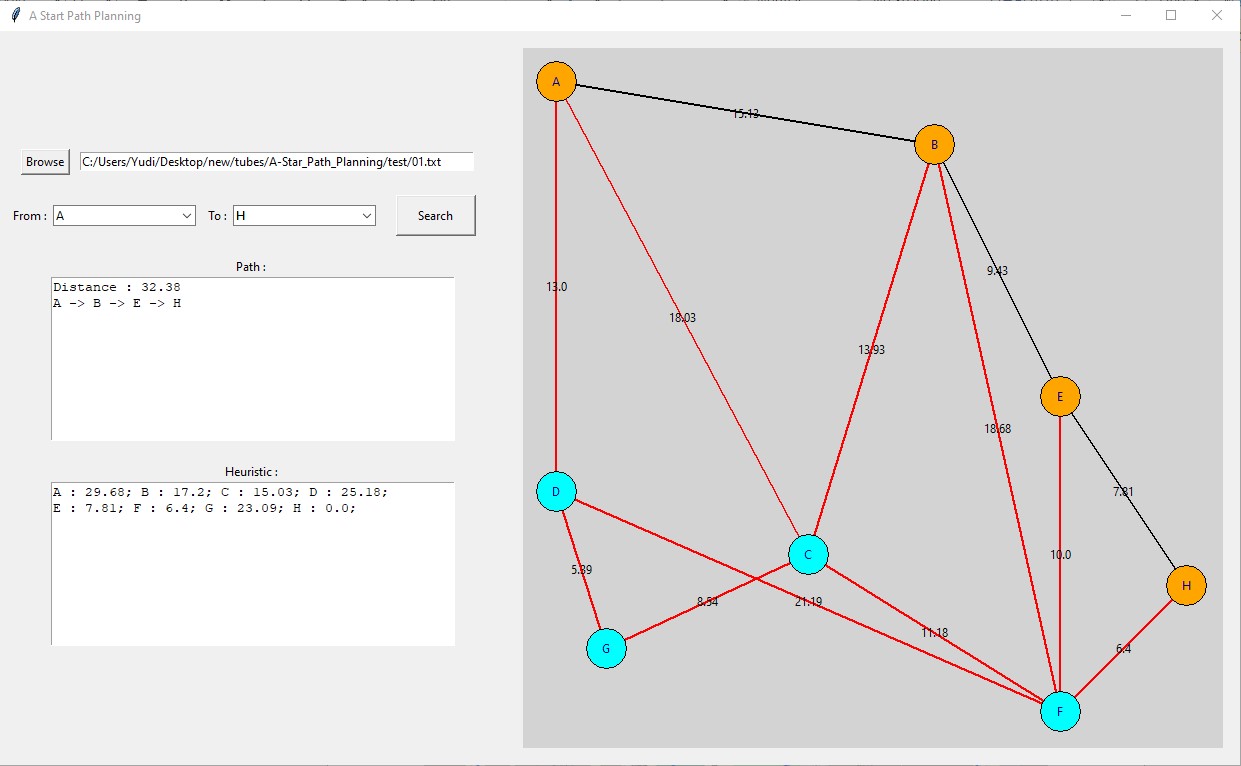 A Start Path Planning
Browse C:/Users/Yudi/Desktop/new/tubes/A-Star_Path_Planning/test/01.txt
From : A To : H Search
Path :
Distance : 32.38
A -> B -> E -> H
Heuristic :
A : 29.68; B : 17.2; C : 15.03; D : 25.18;
E : 7.81; F : 6.4; G : 23.09; H : 0.0;
A
15.13
B
9.43
13.0
18.03
13.93
E
18.68
D
7.81
C
10.0
5.39
H
8.54
21.19
11.18
G
6.4
F